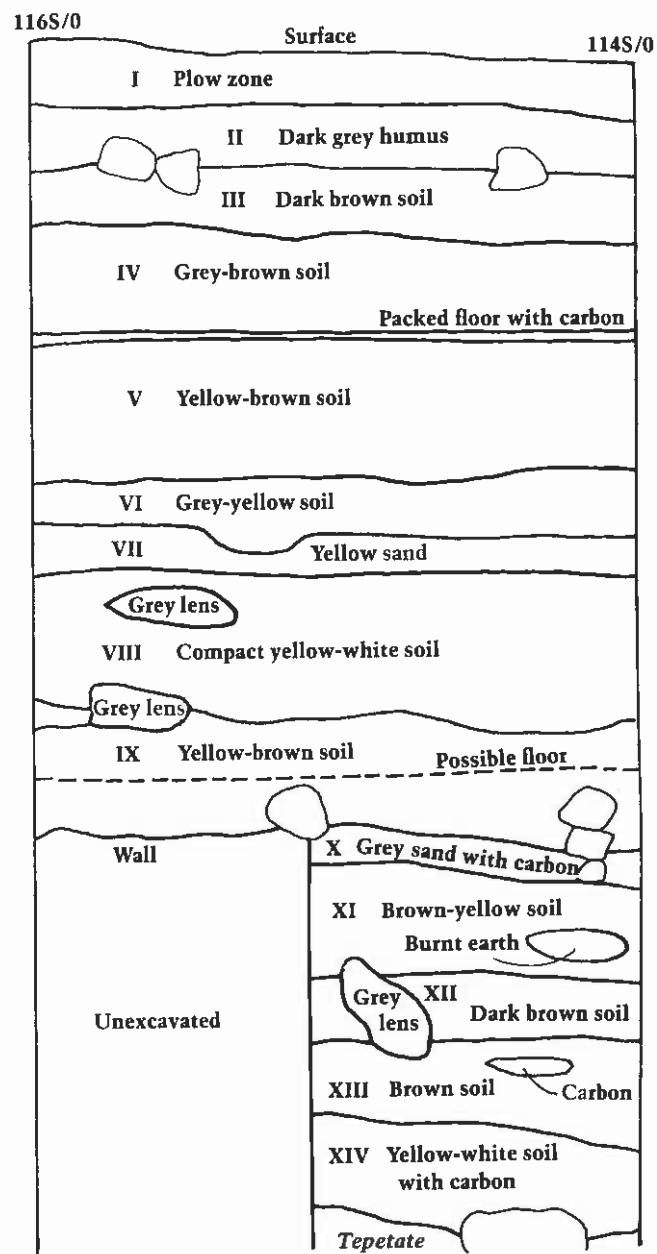 116S/0
Surface
114S/0
I Plow zone
II Dark grey humus
III Dark brown soil
IV Grey-brown soil
Packed floor with carbon
V Yellow-brown soil
VI Grey-yellow soil
VII Yellow sand
Grey lens
VIII Compact yellow-white soil
Grey lens
IX Yellow-brown soil
Possible floor
Wall
X Grey sand with carbon
XI Brown-yellow soil
Burnt earth
Grey
lens
XII
Dark brown soil
Unexcavated
XIII Brown soil
Carbon
XIV Yellow-white soil
with carbon
Tepetate